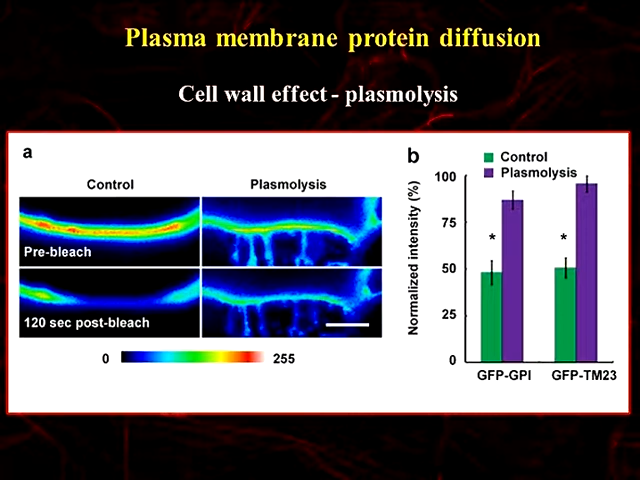 Plasma membrane protein diffusion
Cell wall effect - plasmolysis
a
Control
Plasmolysis
Pre-bleach
120 sec post-bleach
0
255
b
Control
Plasmolysis
Normalized intensity (%)
100
75
50
25
0
*
*
GFP-GPI
GFP-TM23